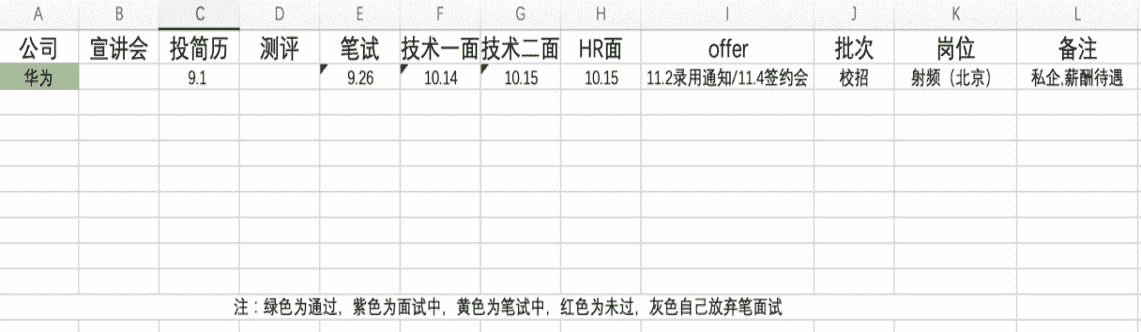 A B C D E F G H I J K L
公司 宣讲会 投简历 测评 笔试 技术一面 技术二面 HR面 offer 批次 岗位 备注
华为 9.1 9.26 10.14 10.15 10.15 11.2录用通知/11.4签约会 校招 射频（北京） 私企,薪酬待遇
注：绿色为通过，紫色为面试中，黄色为笔试中，红色为未过，灰色自己放弃笔面试